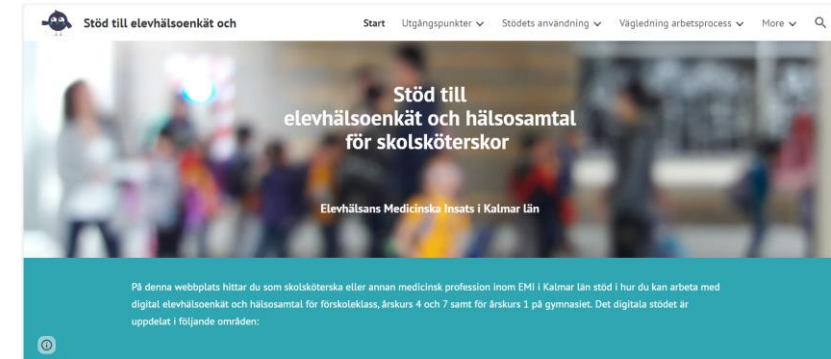 Stöd till elevhälsoenkät och
Start Utgångspunkter Stödets användning Vägledning arbetsprocess More
Stöd till
elevhälsoenkät och hälsosamtal
för skolsköterskor
Elevhälsans Medicinska Insats i Kalmar län
På denna webbplats hittar du som skolsköterska eller annan medicinsk profession inom EMI i Kalmar län stöd i hur du kan arbeta med
digital elevhälsoenkät och hälsosamtal för förskoleklass, årskurs 4 och 7 samt för årskurs 1 på gymnasiet. Det digitala stödet är
uppdelat i följande områden: